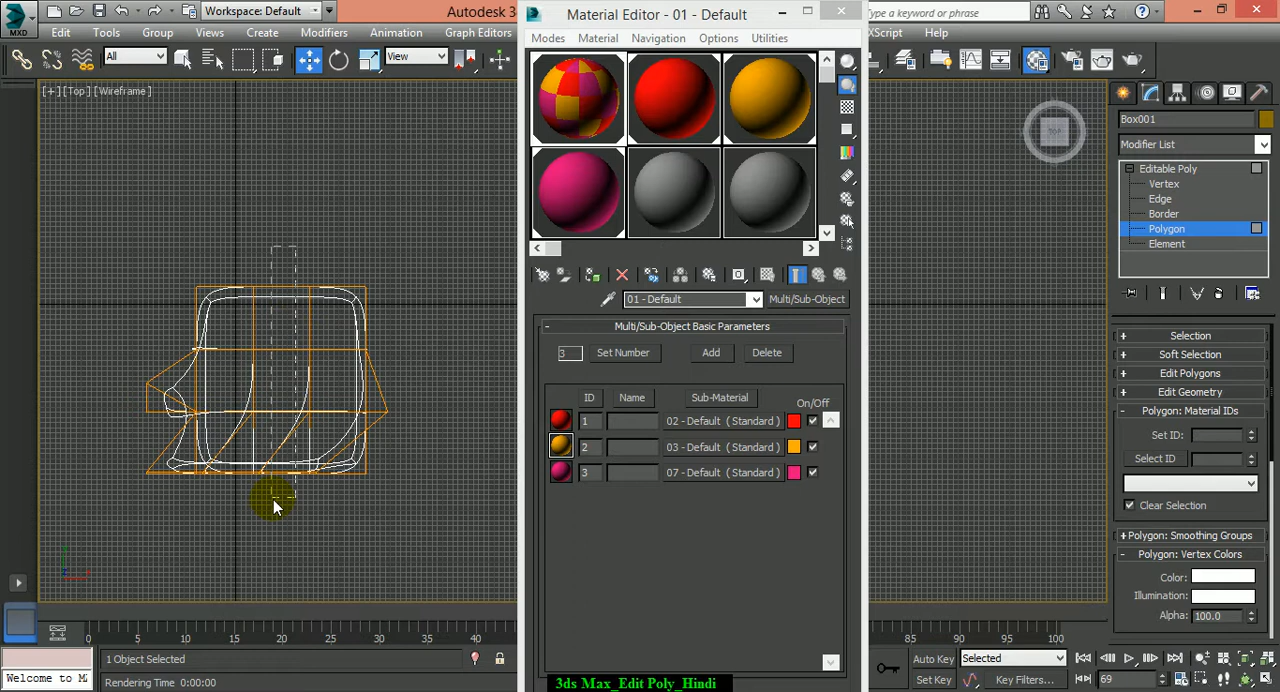 Workspace: Default
Autodesk 3
Material Editor - 01 - Default
MXD
Edit Tools Group Views Create Modifiers Animation Graph Editors
Modes Material Navigation Options Utilities
XScript Help
All
View
[+] [Top] [Wireframe]
TOP
Box001
Modifier List
Editable Poly
Vertex
Edge
Border
Polygon
Element
01 - Default
Multi/Sub-Object
Multi/Sub-Object Basic Parameters
3
Set Number
Add
Delete
ID
Name
Sub-Material
On/Off
1
02 - Default ( Standard )
2
03 - Default ( Standard )
3
07 - Default ( Standard )
Selection
Soft Selection
Edit Polygons
Edit Geometry
Polygon: Material IDs
Set ID:
Select ID
Clear Selection
Polygon: Smoothing Groups
Polygon: Vertex Colors
Color:
Illumination:
Alpha: 100.0
0 5 10 15 20 25 30 35 40
85 90 95 100
1 Object Selected
Welcome to M
Rendering Time 0:00:00
Auto Key
Selected
Set Key
Key Filters...
69
3ds Max_Edit Poly_Hindi